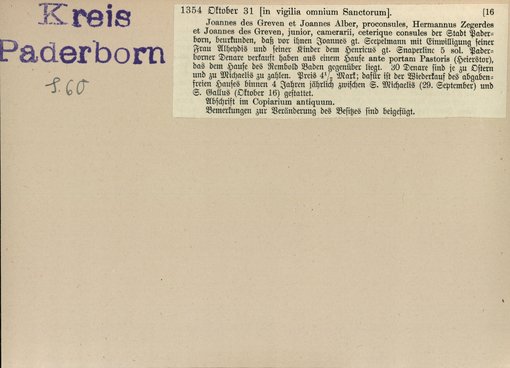 Kreis
Paderborn
S. 60
1354 Oktober 31 [in vigilia omnium Sanctorum]. [16
Joannes des Greven et Joannes Alber, proconsules, Hermannus Zegerdes
et Joannes des Greven, junior, camerarii, ceterique consules der Stadt Pader-
born, beurkunden, daß vor ihnen Joannes gt. Seepelmann mit Einwilligung seiner
Frau Alheydis und seiner Kinder dem Henricus gt. Snaperline 5 sol. Pader-
borner Denare verkauft haben aus einem Hause ante portam Pastoris (Heierstor),
das dem Hause des Rembold Baden gegenüber liegt. 30 Denare sind je zu Ostern
und zu Michaelis zu zahlen. Preis 4½ Mark; dafür ist der Wiederkauf des abgaben-
freien Hauses binnen 4 Jahren jährlich zwischen S. Michaelis (29. September) und
S. Gallus (Oktober 16) gestattet.
Abschrift im Copiarium antiquum.
Bemerkungen zur Veränderung des Besitzes sind beigefügt.